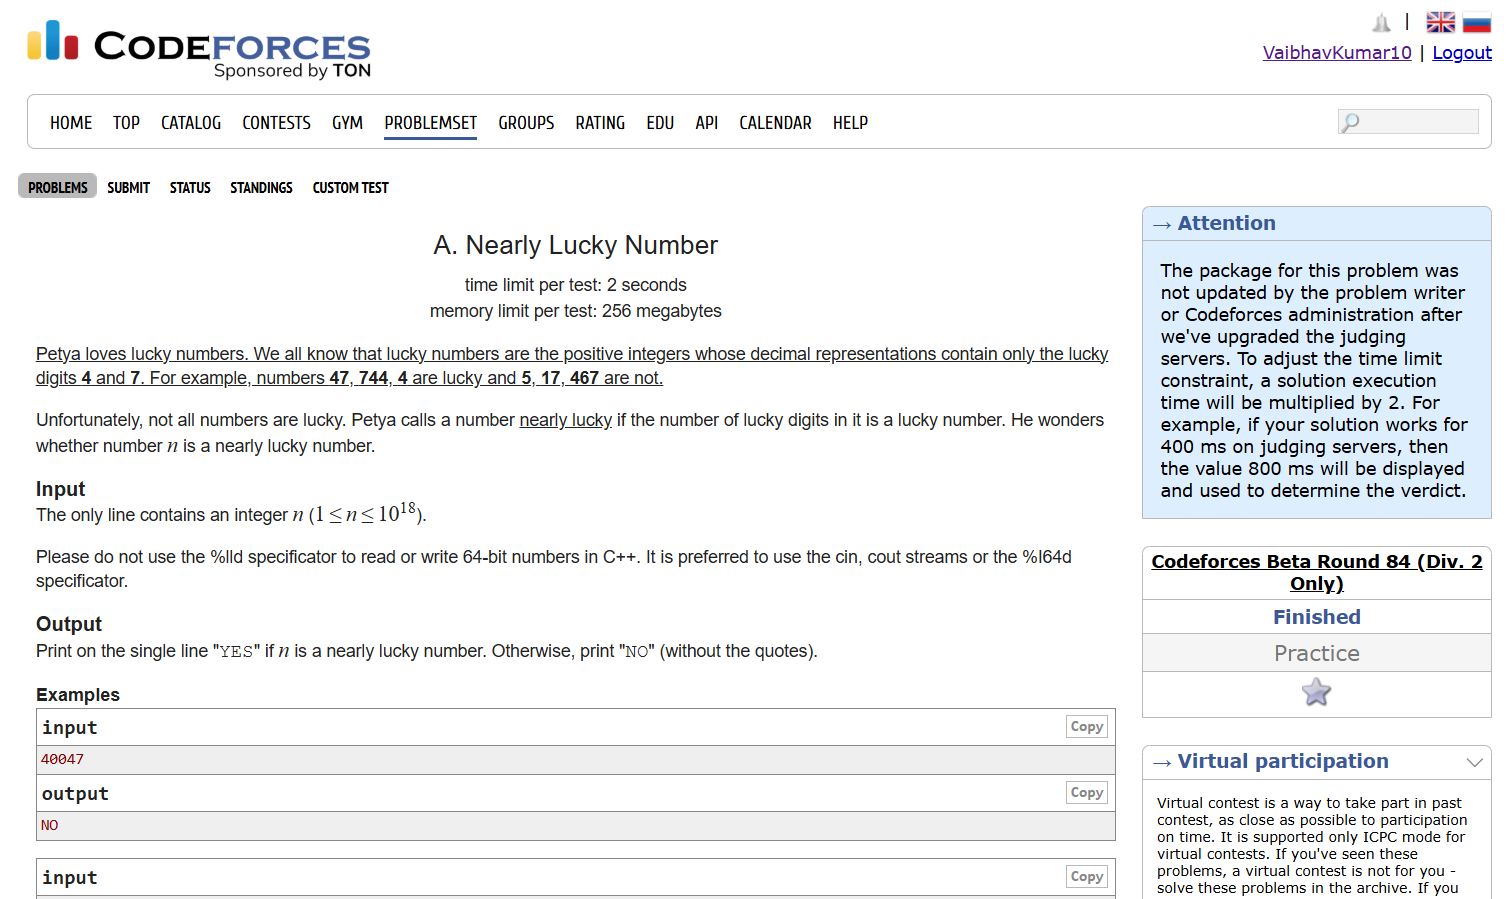 CODEFORCES
Sponsored by TON
|
VaibhavKumar10 | Logout
HOME TOP CATALOG CONTESTS GYM PROBLEMSET GROUPS RATING EDU API CALENDAR HELP
PROBLEMS SUBMIT STATUS STANDINGS CUSTOM TEST
A. Nearly Lucky Number
time limit per test: 2 seconds
memory limit per test: 256 megabytes
Petya loves lucky numbers. We all know that lucky numbers are the positive integers whose decimal representations contain only the lucky
digits 4 and 7. For example, numbers 47, 744, 4 are lucky and 5, 17, 467 are not.
Unfortunately, not all numbers are lucky. Petya calls a number nearly lucky if the number of lucky digits in it is a lucky number. He wonders
whether number n is a nearly lucky number.
Input
The only line contains an integer n (1 ≤ n ≤ 10^18).
Please do not use the %lld specificator to read or write 64-bit numbers in C++. It is preferred to use the cin, cout streams or the %I64d
specificator.
Output
Print on the single line "YES" if n is a nearly lucky number. Otherwise, print "NO" (without the quotes).
Examples
input Copy
40047
output Copy
NO
input Copy
→ Attention
The package for this problem was
not updated by the problem writer
or Codeforces administration after
we've upgraded the judging
servers. To adjust the time limit
constraint, a solution execution
time will be multiplied by 2. For
example, if your solution works for
400 ms on judging servers, then
the value 800 ms will be displayed
and used to determine the verdict.
Codeforces Beta Round 84 (Div. 2
Only)
Finished
Practice
→ Virtual participation
Virtual contest is a way to take part in past
contest, as close as possible to participation
on time. It is supported only ICPC mode for
virtual contests. If you've seen these
problems, a virtual contest is not for you -
solve these problems in the archive. If you